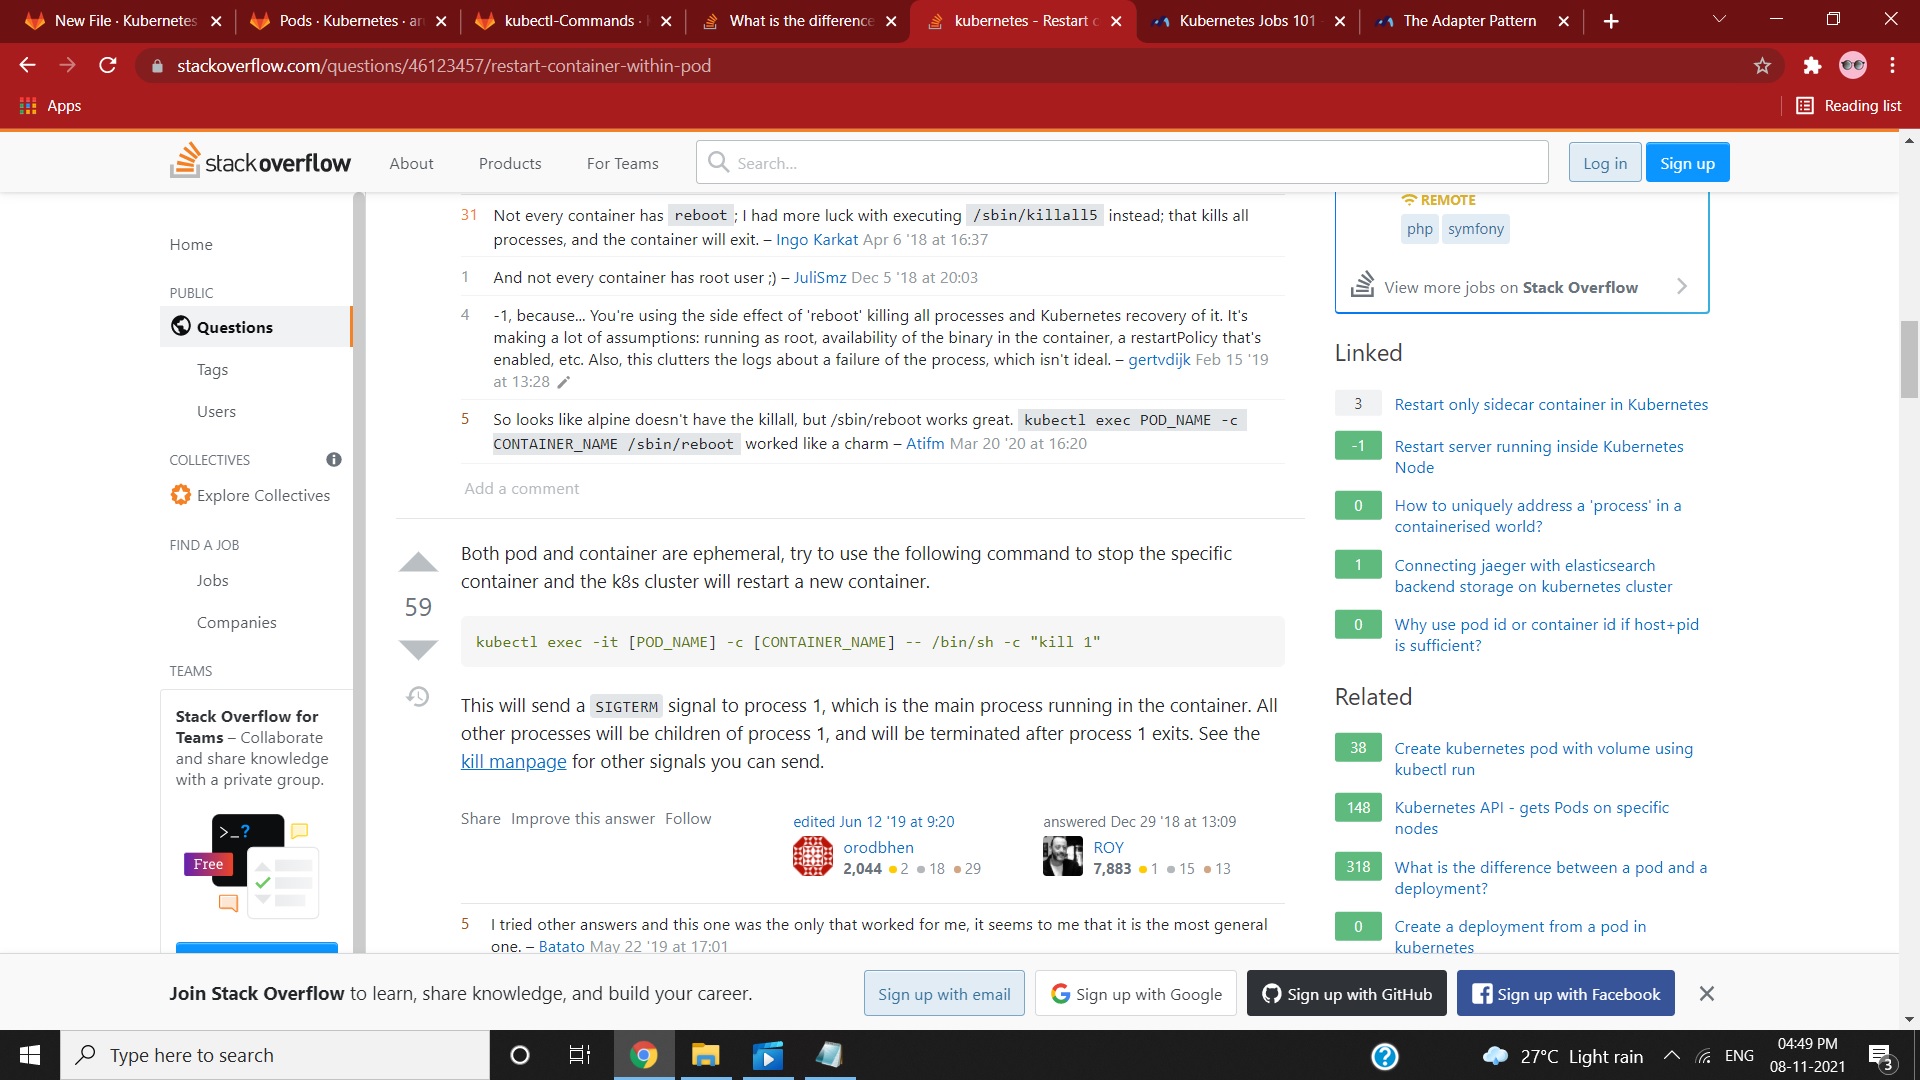 New File · Kubernetes
Pods · Kubernetes · ar
kubectl-Commands ·
What is the difference
kubernetes - Restart c
Kubernetes Jobs 101
The Adapter Pattern
stackoverflow.com/questions/46123457/restart-container-within-pod
Apps
Reading list
stackoverflow
About
Products
For Teams
Search...
Log in
Sign up
Home
PUBLIC
Questions
Tags
Users
COLLECTIVES
Explore Collectives
FIND A JOB
Jobs
Companies
TEAMS
Stack Overflow for
Teams – Collaborate
and share knowledge
with a private group.
>_?
Free
31 Not every container has reboot ; I had more luck with executing /sbin/killall5 instead; that kills all
processes, and the container will exit. – Ingo Karkat Apr 6 '18 at 16:37
1 And not every container has root user ;) – JuliSmz Dec 5 '18 at 20:03
4 -1, because... You're using the side effect of 'reboot' killing all processes and Kubernetes recovery of it. It's
making a lot of assumptions: running as root, availability of the binary in the container, a restartPolicy that's
enabled, etc. Also, this clutters the logs about a failure of the process, which isn't ideal. – gertvdijk Feb 15 '19
at 13:28
5 So looks like alpine doesn't have the killall, but /sbin/reboot works great. kubectl exec POD_NAME -c
CONTAINER_NAME /sbin/reboot worked like a charm – Atifm Mar 20 '20 at 16:20
Add a comment
59
Both pod and container are ephemeral, try to use the following command to stop the specific
container and the k8s cluster will restart a new container.
kubectl exec -it [POD_NAME] -c [CONTAINER_NAME] -- /bin/sh -c "kill 1"
This will send a SIGTERM signal to process 1, which is the main process running in the container. All
other processes will be children of process 1, and will be terminated after process 1 exits. See the
kill manpage for other signals you can send.
Share Improve this answer Follow
edited Jun 12 '19 at 9:20
orodbhen
2,044 2 18 29
answered Dec 29 '18 at 13:09
ROY
7,883 1 15 13
5 I tried other answers and this one was the only that worked for me, it seems to me that it is the most general
one. – Batato May 22 '19 at 17:01
REMOTE
php symfony
View more jobs on Stack Overflow
Linked
3 Restart only sidecar container in Kubernetes
-1 Restart server running inside Kubernetes
Node
0 How to uniquely address a 'process' in a
containerised world?
1 Connecting jaeger with elasticsearch
backend storage on kubernetes cluster
0 Why use pod id or container id if host+pid
is sufficient?
Related
38 Create kubernetes pod with volume using
kubectl run
148 Kubernetes API - gets Pods on specific
nodes
318 What is the difference between a pod and a
deployment?
0 Create a deployment from a pod in
kubernetes
Join Stack Overflow to learn, share knowledge, and build your career.
Sign up with email
Sign up with Google
Sign up with GitHub
Sign up with Facebook
Type here to search
27°C Light rain
ENG
04:49 PM
08-11-2021
3